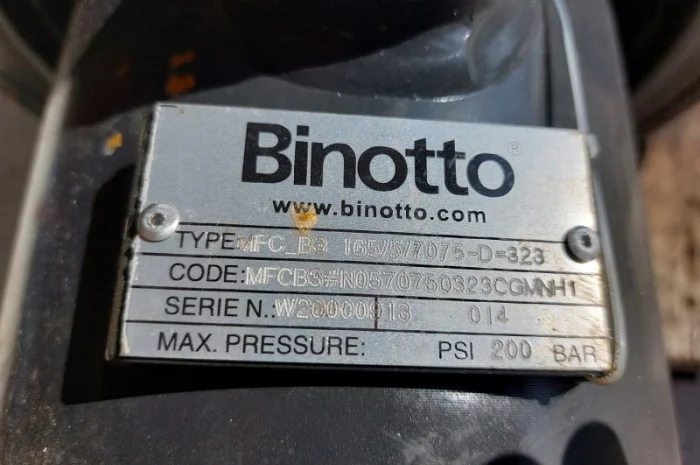 Binotto®
www.binotto.com
TYPE: MFC_B3 165/5/7075-D=323
CODE: MFCB3#N0570750323CGMNH1
SERIE N.: W20000913 014
MAX. PRESSURE: PSI 200 BAR